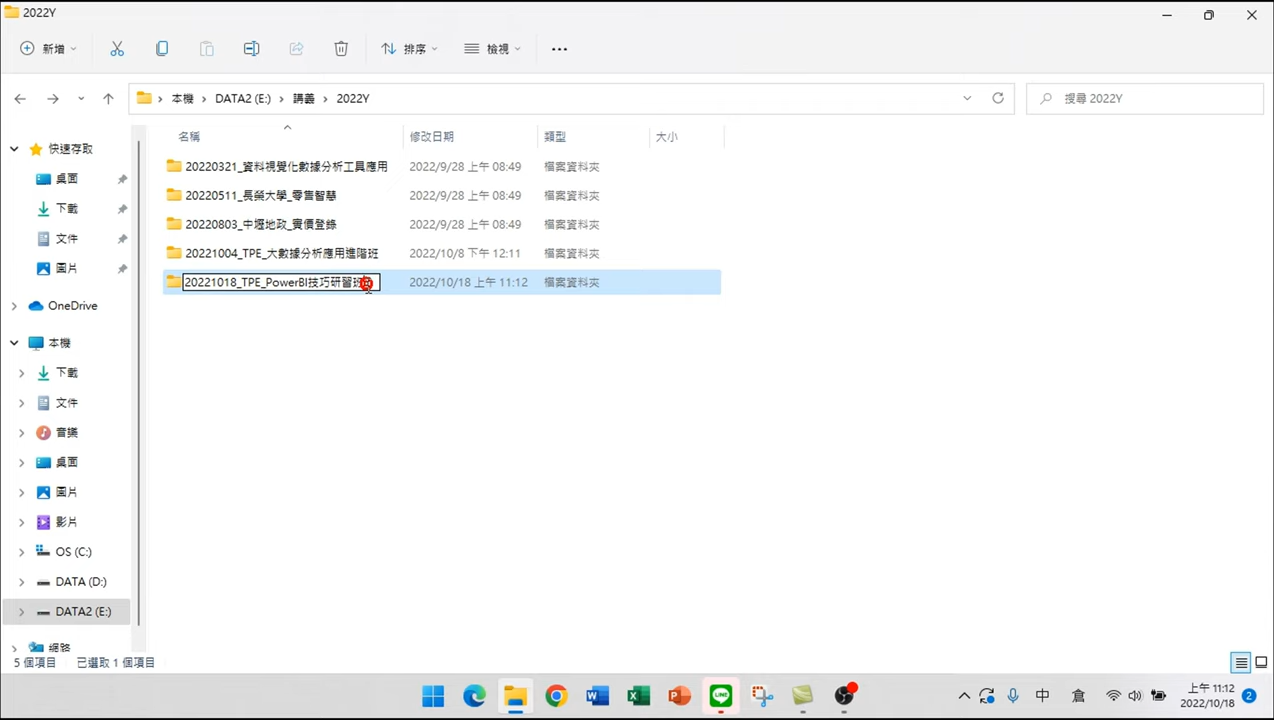 2022Y
新增
排序
檢視
本機 > DATA2 (E:) > 講義 > 2022Y
搜尋 2022Y
名稱 修改日期 類型 大小
20220321_資料視覺化數據分析工具應用 2022/9/28 上午 08:49 檔案資料夾
20220511_長榮大學_零售智慧 2022/9/28 上午 08:49 檔案資料夾
20220803_中壢地政_實價登錄 2022/9/28 上午 08:49 檔案資料夾
20221004_TPE_大數據分析應用進階班 2022/10/8 下午 12:11 檔案資料夾
20221018_TPE_PowerBI技巧研習班 2022/10/18 上午 11:12 檔案資料夾
快速存取
桌面
下載
文件
圖片
OneDrive
本機
下載
文件
音樂
桌面
圖片
影片
OS (C:)
DATA (D:)
DATA2 (E:)
網路
5 個項目 已選取 1 個項目
LINE
中
倉
上午 11:12
2022/10/18
2